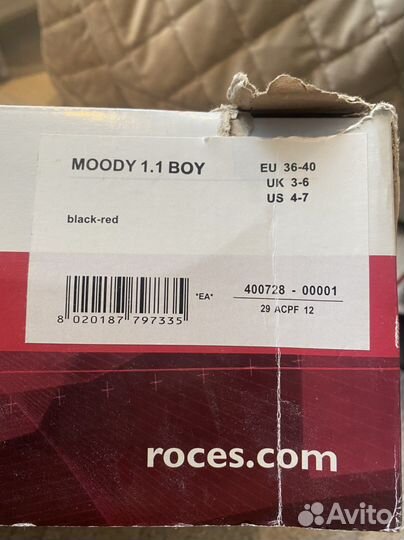 MOODY 1.1 BOY
EU 36-40
UK 3-6
US 4-7
black-red
*EA*
400728 - 00001
29 ACPF 12
8 020187 797335
roces.com
Avito